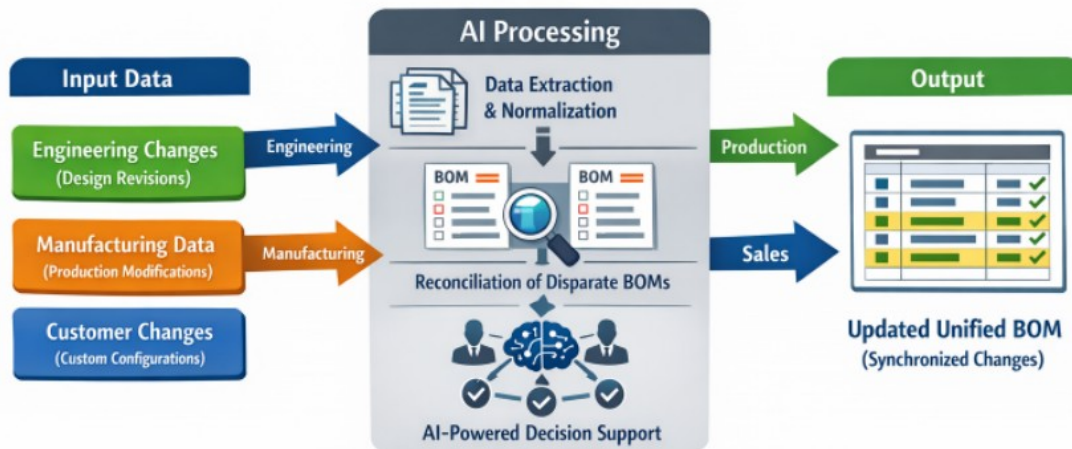 Input Data
Engineering Changes
(Design Revisions)
Engineering
Manufacturing Data
(Production Modifications)
Manufacturing
Customer Changes
(Custom Configurations)
AI Processing
Data Extraction
& Normalization
BOM
BOM
Reconciliation of Disparate BOMs
AI-Powered Decision Support
Production
Sales
Output
Updated Unified BOM
(Synchronized Changes)